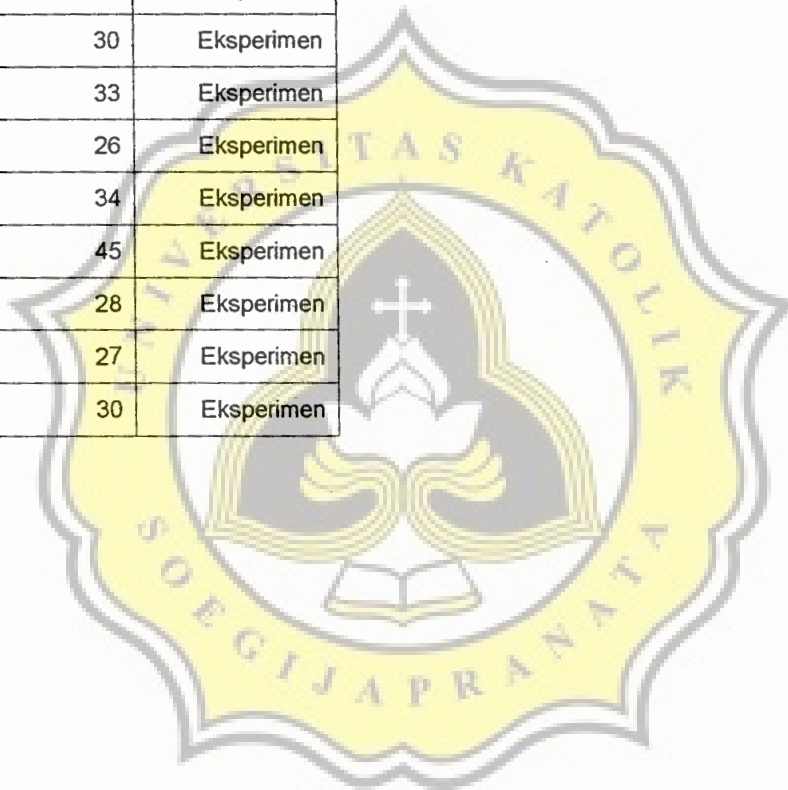 30 Eksperimen
33 Eksperimen
26 Eksperimen
34 Eksperimen
45 Eksperimen
28 Eksperimen
27 Eksperimen
30 Eksperimen
UNIVERSITAS KATOLIK
SOEGIJAPRANATA